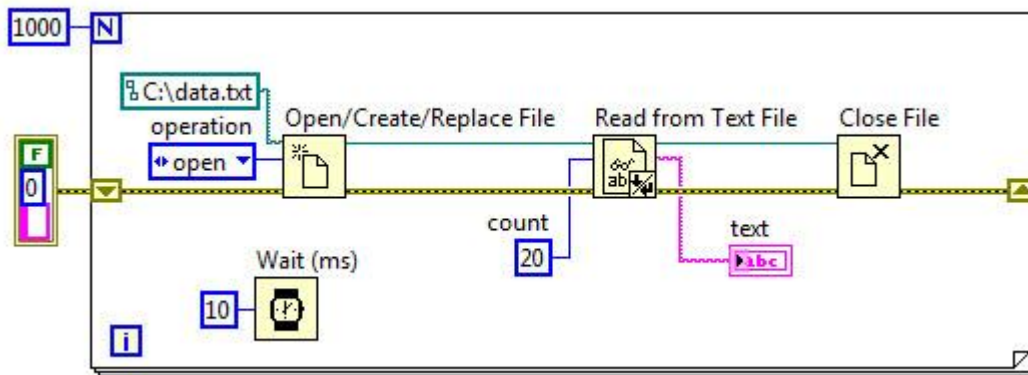 1000
N
C:\data.txt
operation
open
Open/Create/Replace File
Read from Text File
Close File
F
0
ab
count
20
text
abc
Wait (ms)
10
i